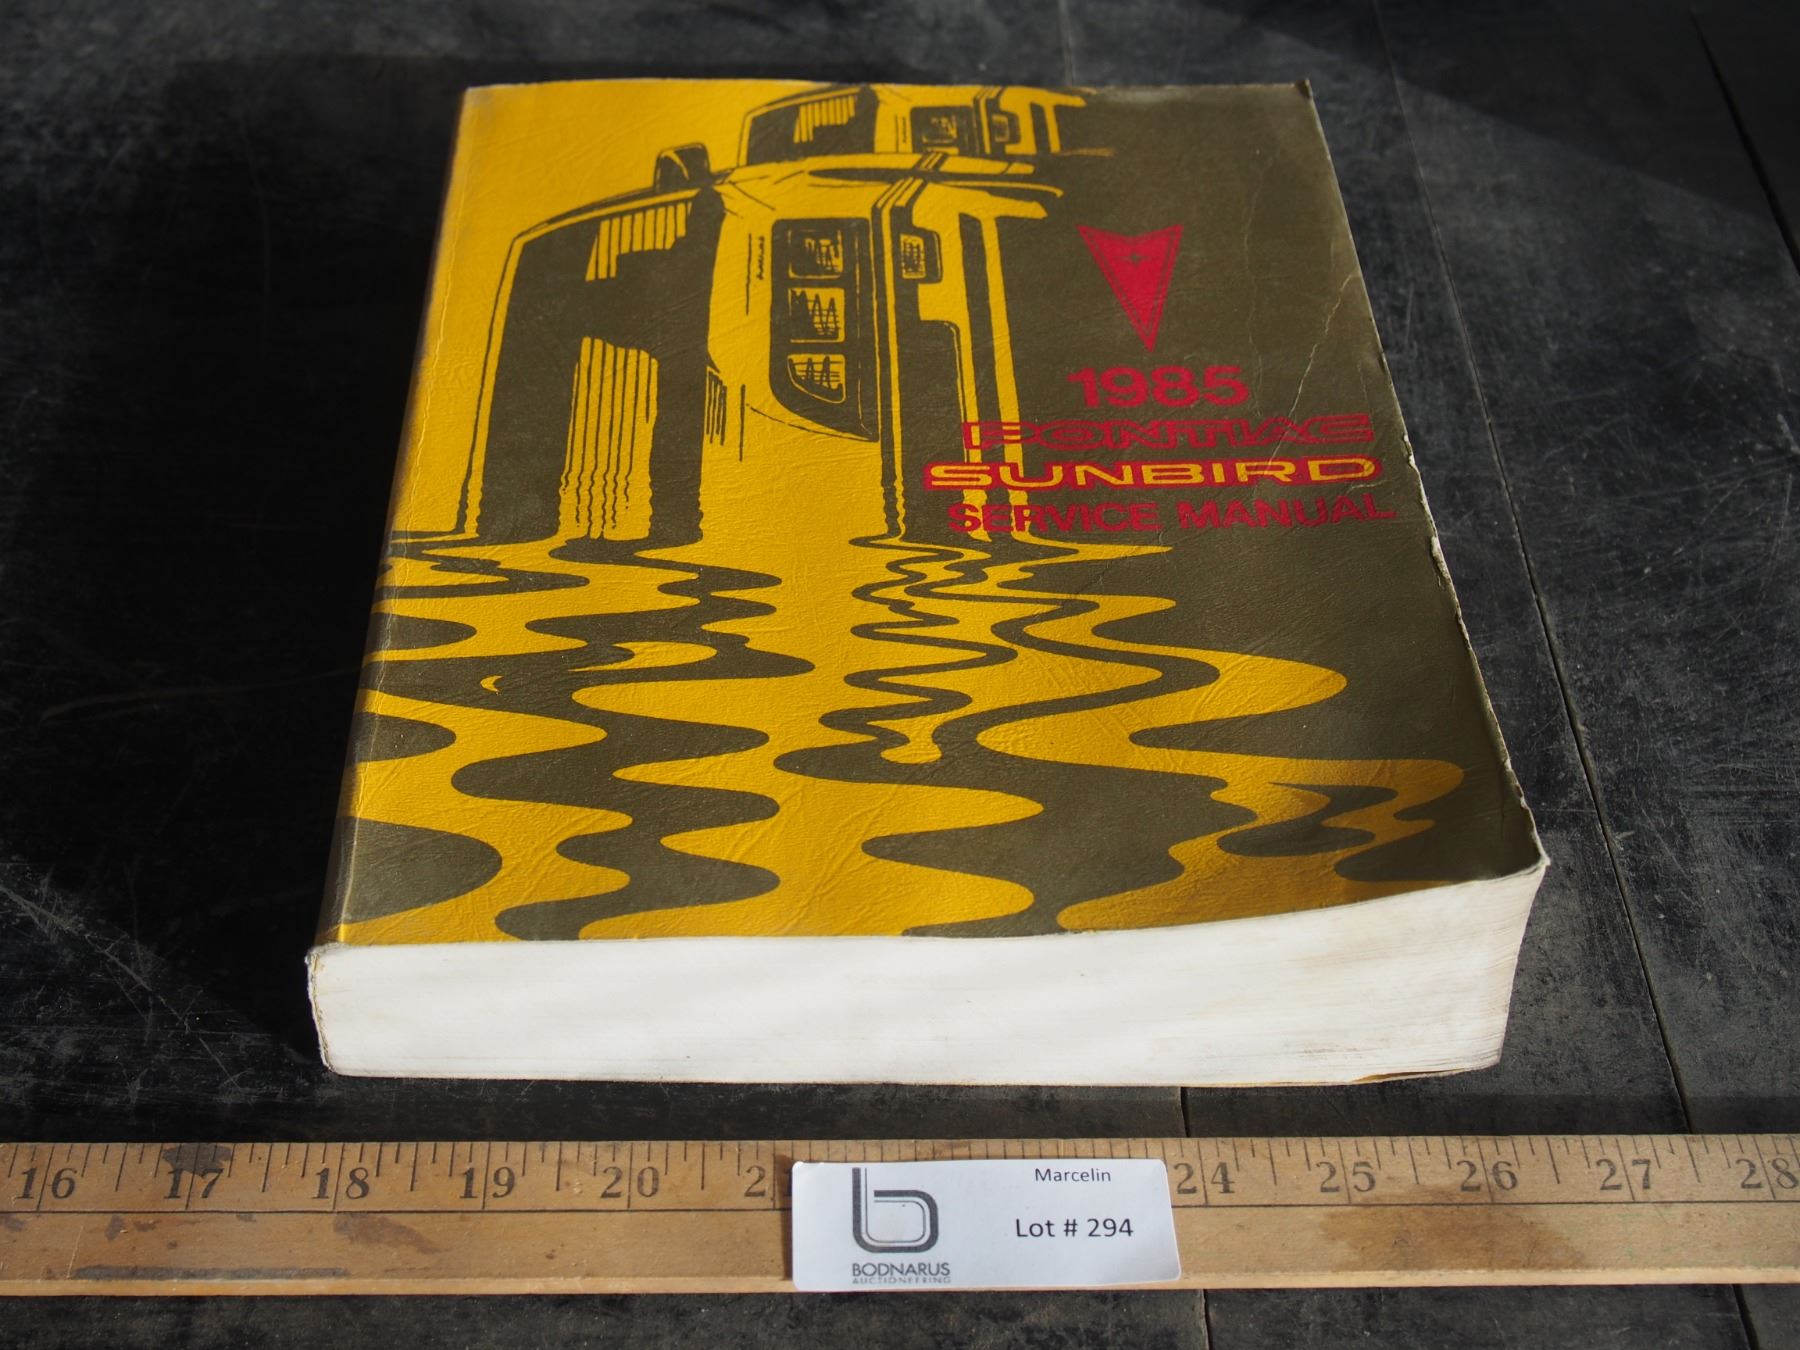 1985
PONTIAC
SUNBIRD
SERVICE MANUAL
16 17 18 19 20 24 25 26 27 28
Marcelin
Lot # 294
b
BODNARUS
AUCTIONEERING